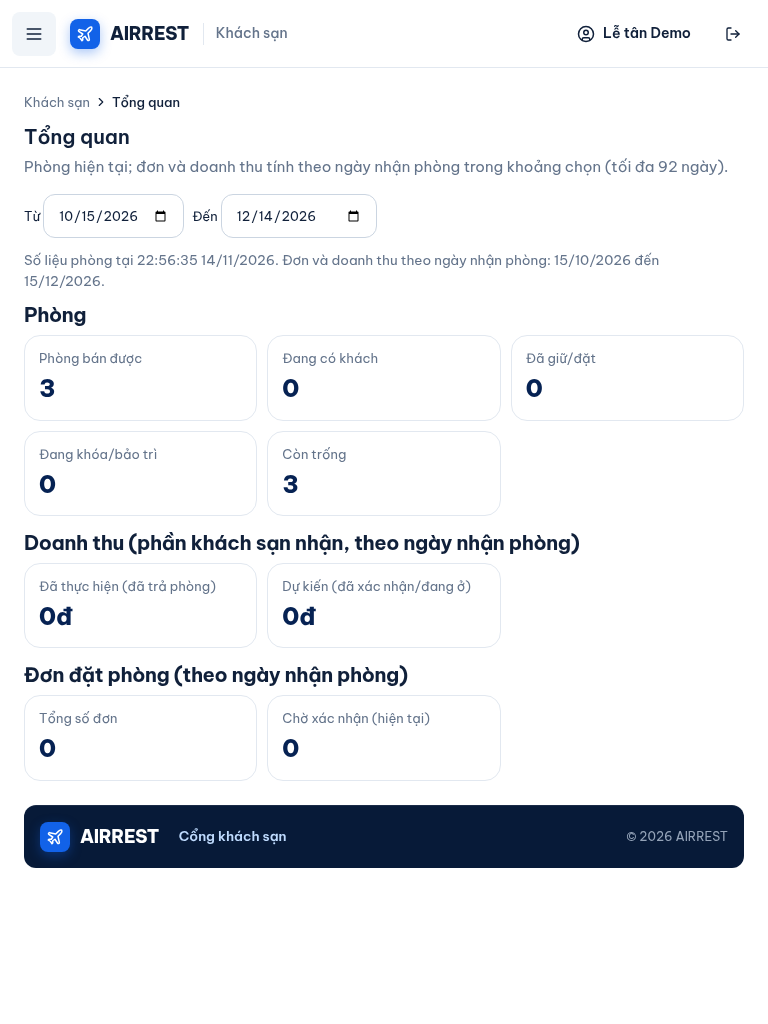 AIRREST Khách sạn Lễ tân Demo
Khách sạn > Tổng quan
Tổng quan
Phòng hiện tại; đơn và doanh thu tính theo ngày nhận phòng trong khoảng chọn (tối đa 92 ngày).
Từ 10/15/2026 Đến 12/14/2026
Số liệu phòng tại 22:56:35 14/11/2026. Đơn và doanh thu theo ngày nhận phòng: 15/10/2026 đến
15/12/2026.
Phòng
Phòng bán được Đang có khách Đã giữ/đặt
3 0 0
Đang khóa/bảo trì Còn trống
0 3
Doanh thu (phần khách sạn nhận, theo ngày nhận phòng)
Đã thực hiện (đã trả phòng) Dự kiến (đã xác nhận/đang ở)
0đ 0đ
Đơn đặt phòng (theo ngày nhận phòng)
Tổng số đơn Chờ xác nhận (hiện tại)
0 0
AIRREST Cổng khách sạn © 2026 AIRREST